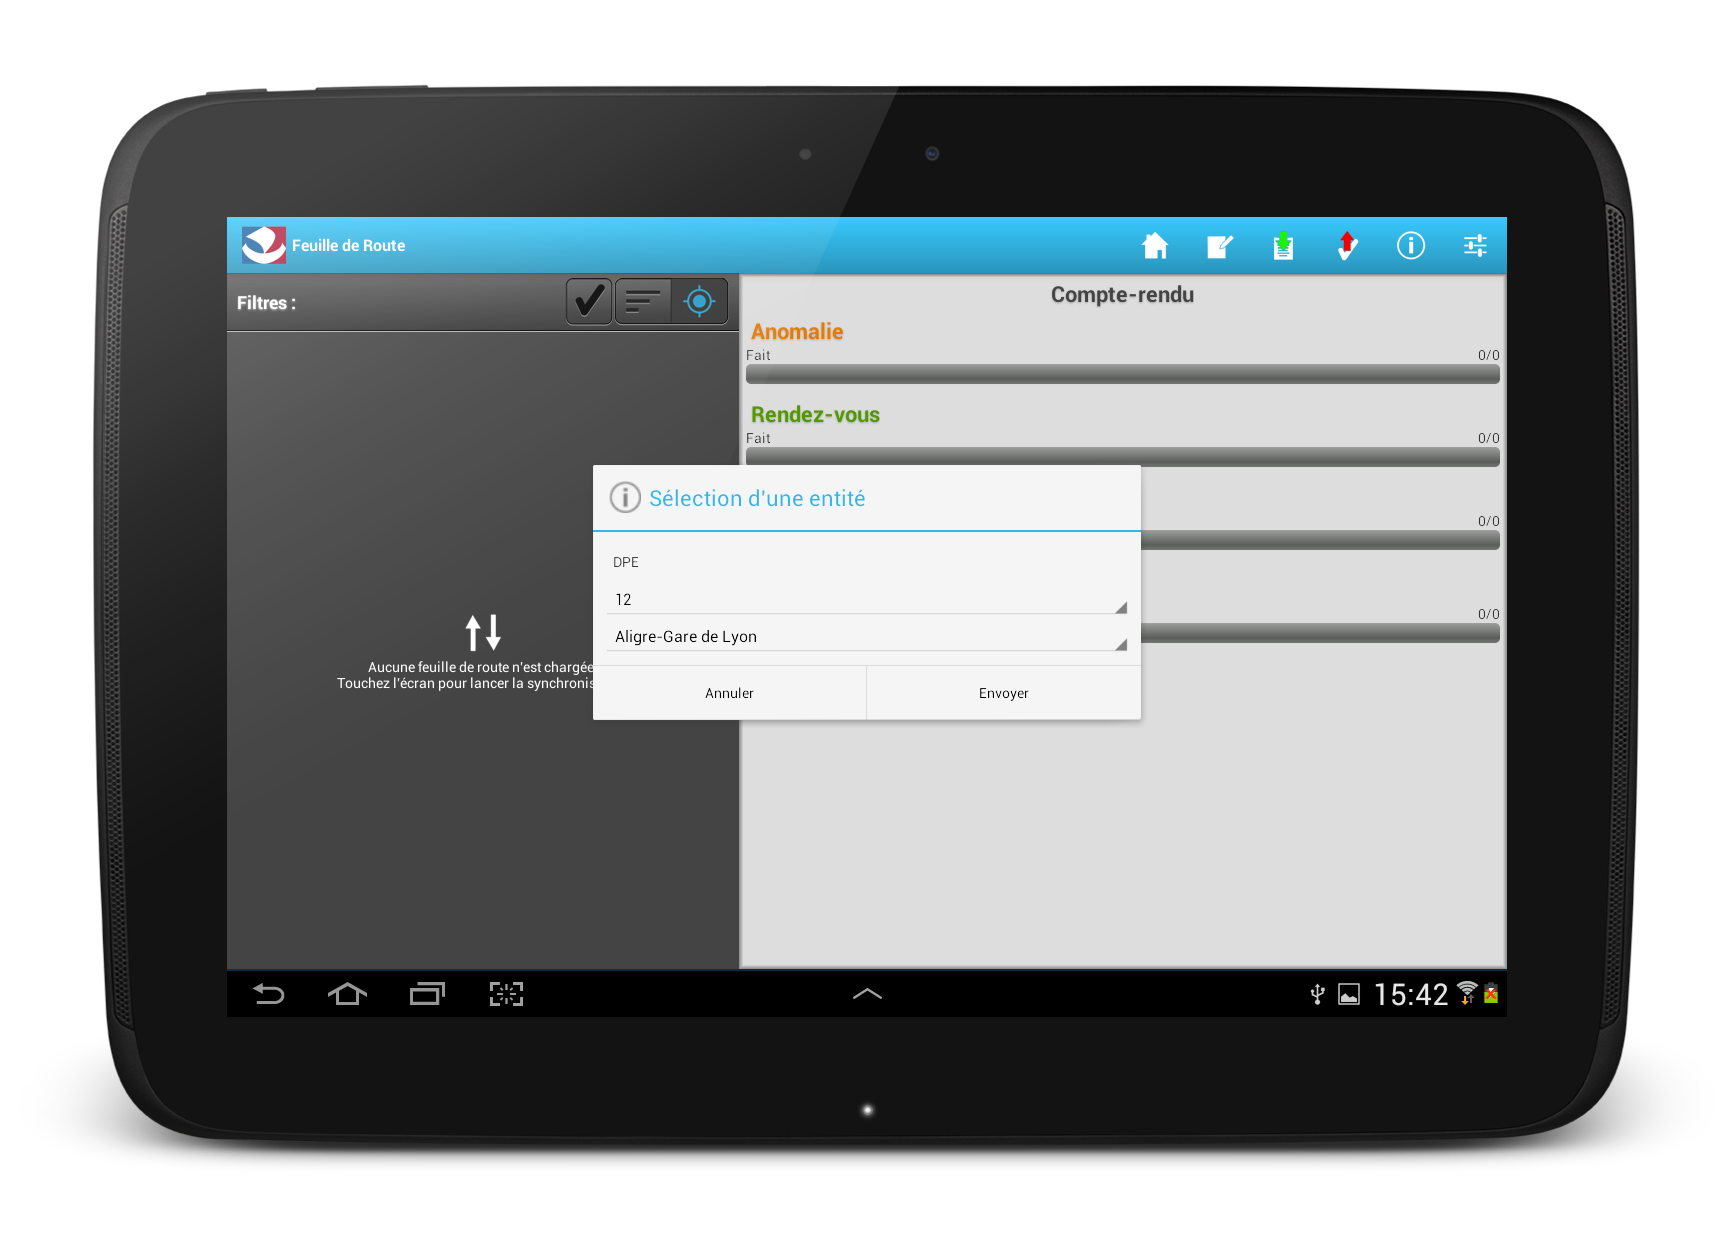 Feuille de Route
Filtres :
Compte-rendu
Anomalie
Fait 0/0
Rendez-vous
Fait 0/0
0/0
0/0
Sélection d'une entité
DPE
12
Aligre-Gare de Lyon
Annuler Envoyer
Aucune feuille de route n'est chargée
Touchez l'écran pour lancer la synchronis
15:42